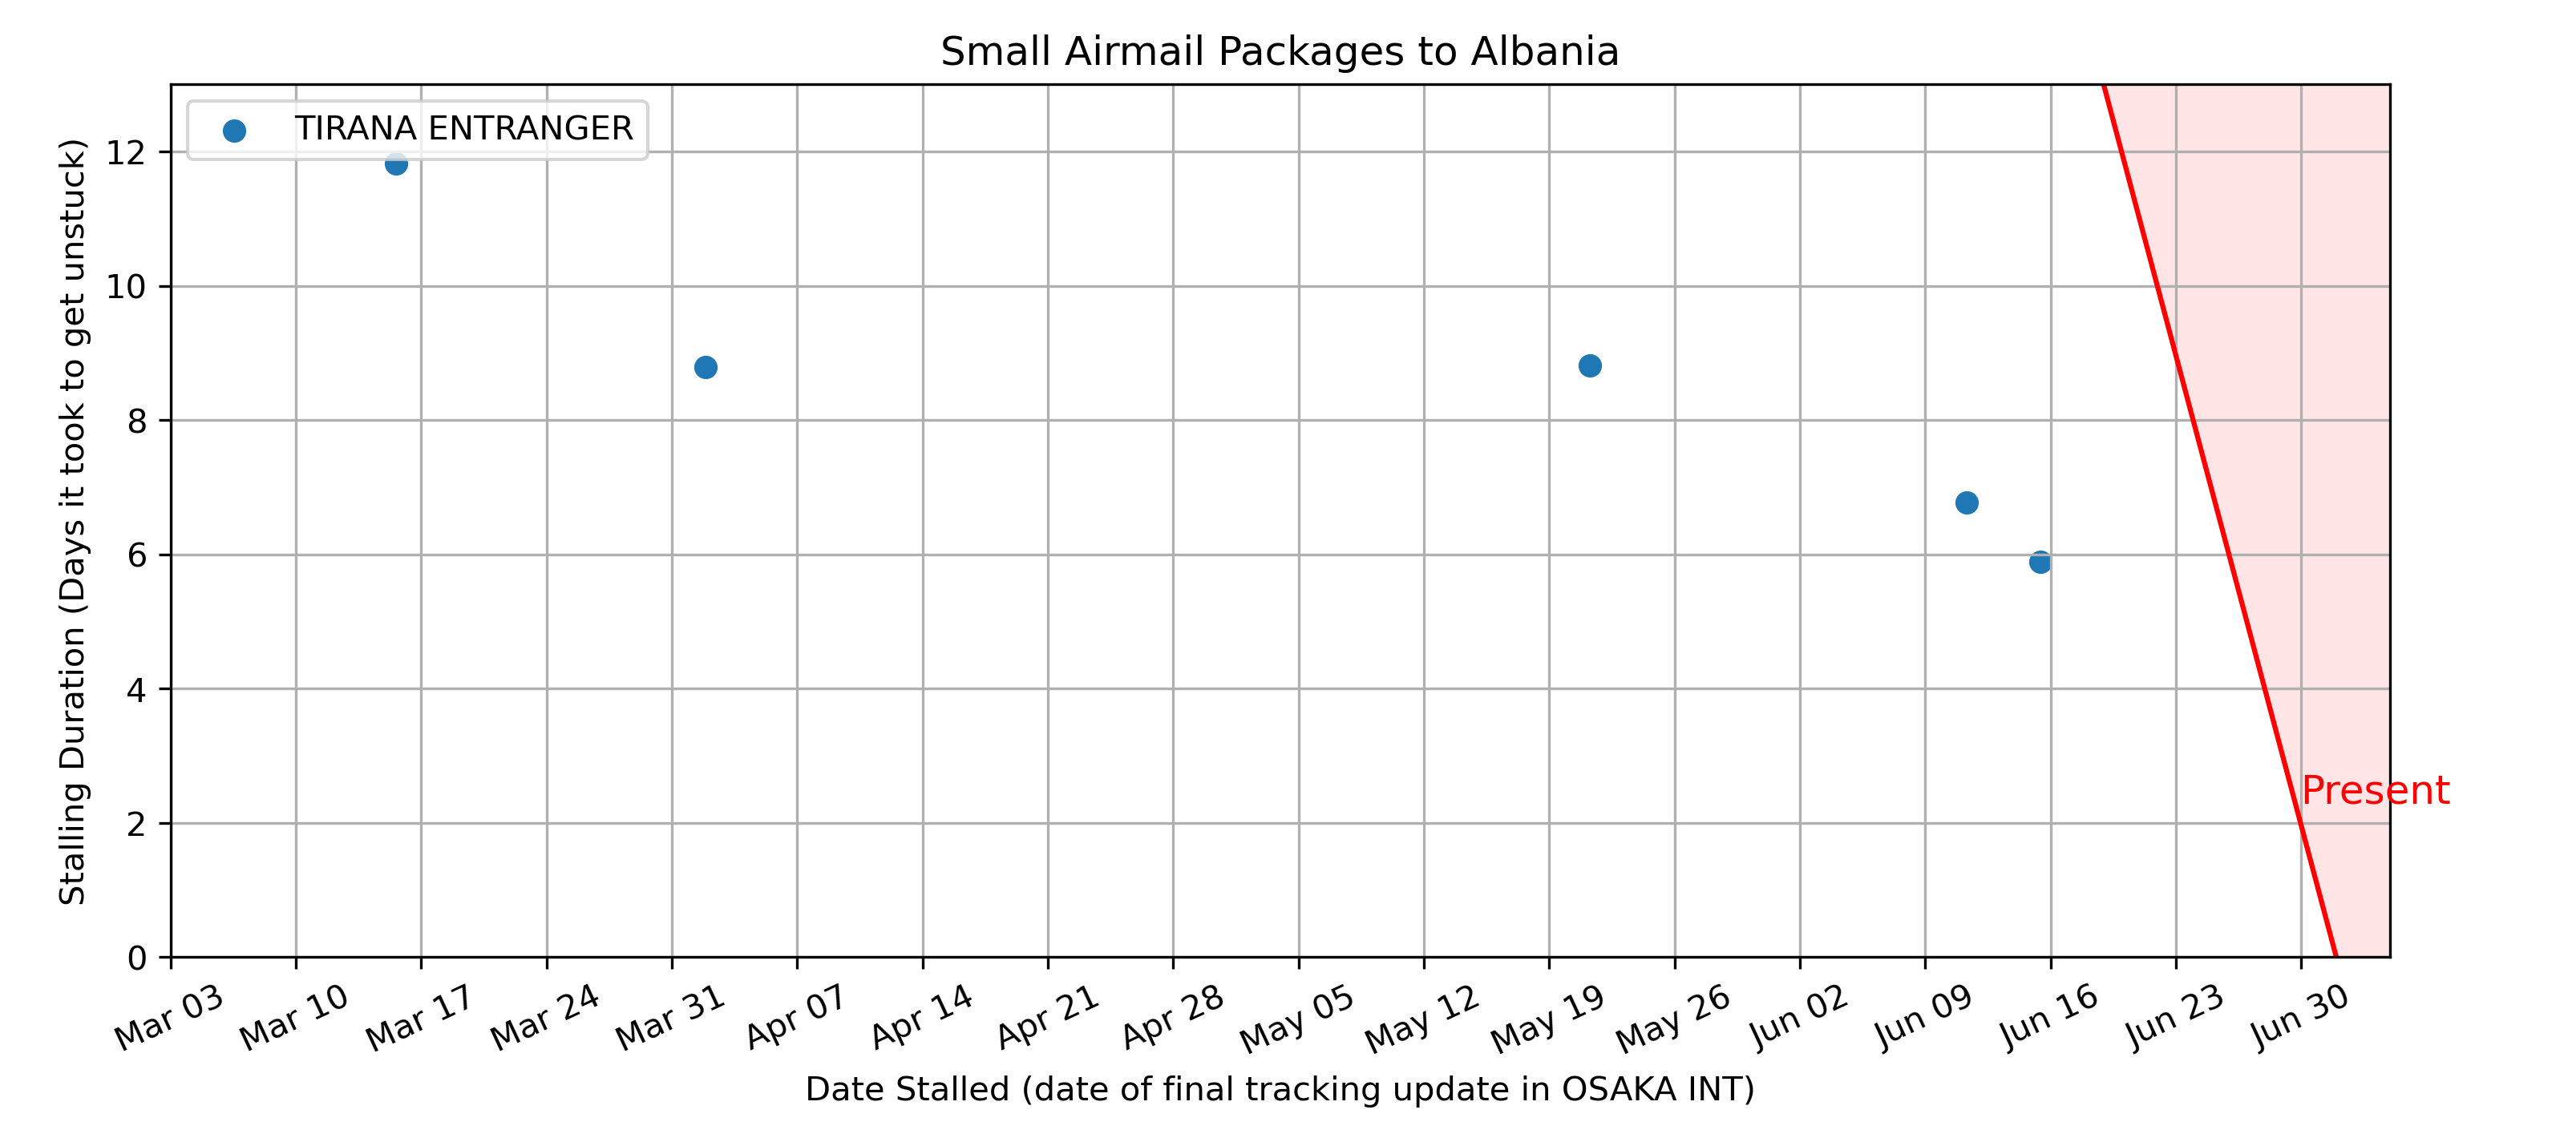 Small Airmail Packages to Albania
TIRANA ENTRANGER
Stalling Duration (Days it took to get unstuck)
12
10
8
6
4
2
0
Present
Mar 03
Mar 10
Mar 17
Mar 24
Mar 31
Apr 07
Apr 14
Apr 21
Apr 28
May 05
May 12
May 19
May 26
Jun 02
Jun 09
Jun 16
Jun 23
Jun 30
Date Stalled (date of final tracking update in OSAKA INT)